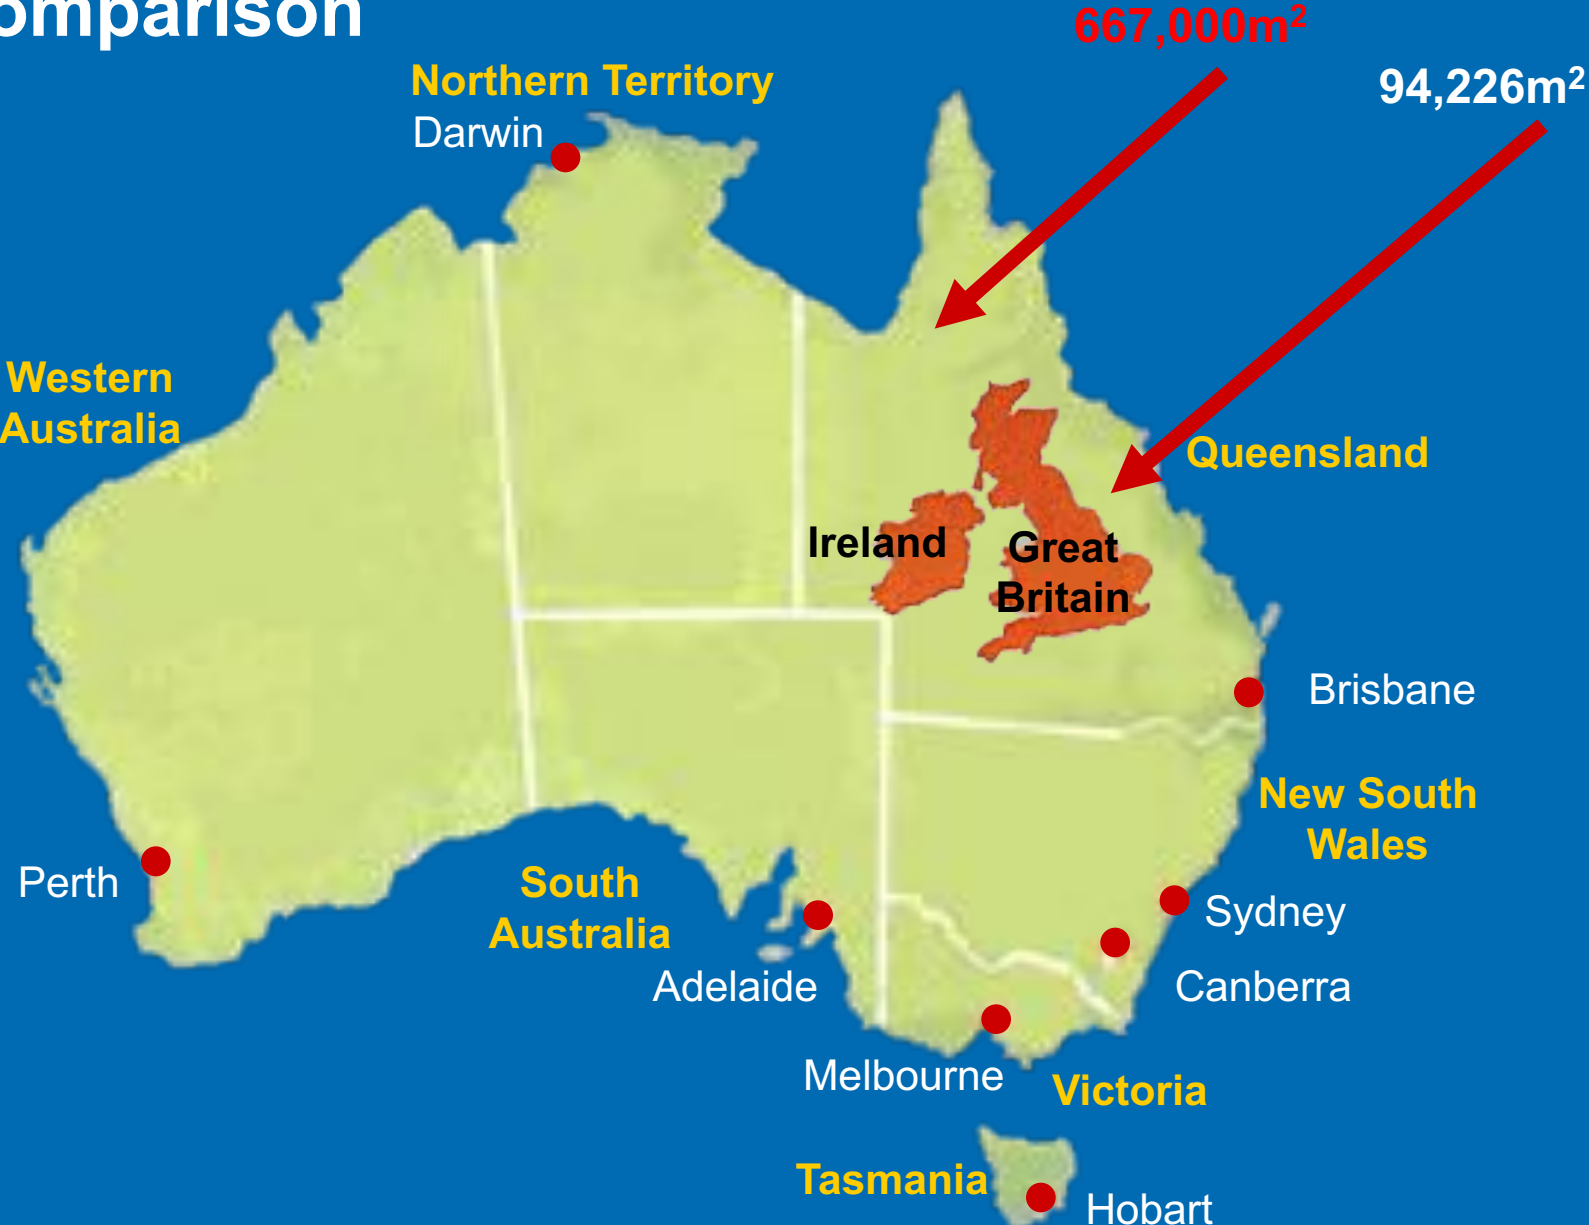 omparison
667,000m²
94,226m²
Northern Territory
Darwin
Western
Australia
Queensland
Ireland
Great
Britain
Brisbane
New South
Wales
Perth
South
Australia
Sydney
Adelaide
Canberra
Melbourne
Victoria
Tasmania
Hobart